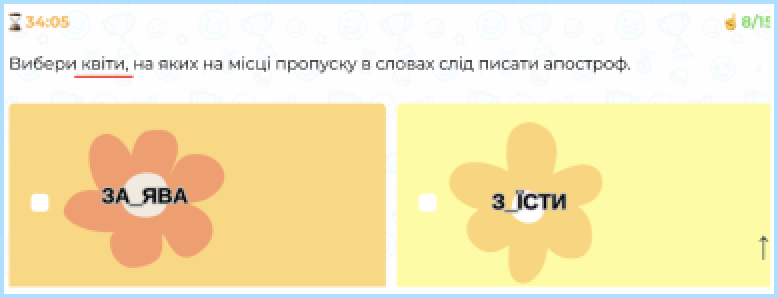 34:05
8/15
Вибери квіти, на яких на місці пропуску в словах слід писати апостроф.
ЗА_ЯВА
З_ЇСТИ